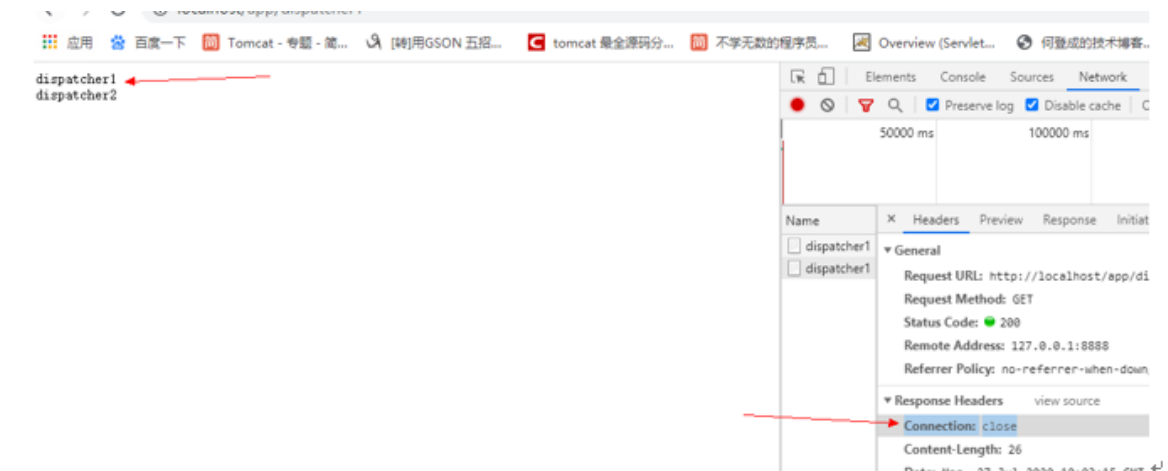 localhost/app/dispatcher1
应用 百度一下 Tomcat - 专题 - 简... [转]用GSON 五招... tomcat 最全源码分... 不学无数的程序员... Overview (Servlet... 何登成的技术博客...
dispatcher1
dispatcher2
Elements Console Sources Network
Preserve log Disable cache
50000 ms 100000 ms
Name
dispatcher1
dispatcher1
× Headers Preview Response Initiat
▼ General
Request URL: http://localhost/app/di
Request Method: GET
Status Code: 200
Remote Address: 127.0.0.1:8888
Referrer Policy: no-referrer-when-down
▼ Response Headers view source
Connection: close
Content-Length: 26